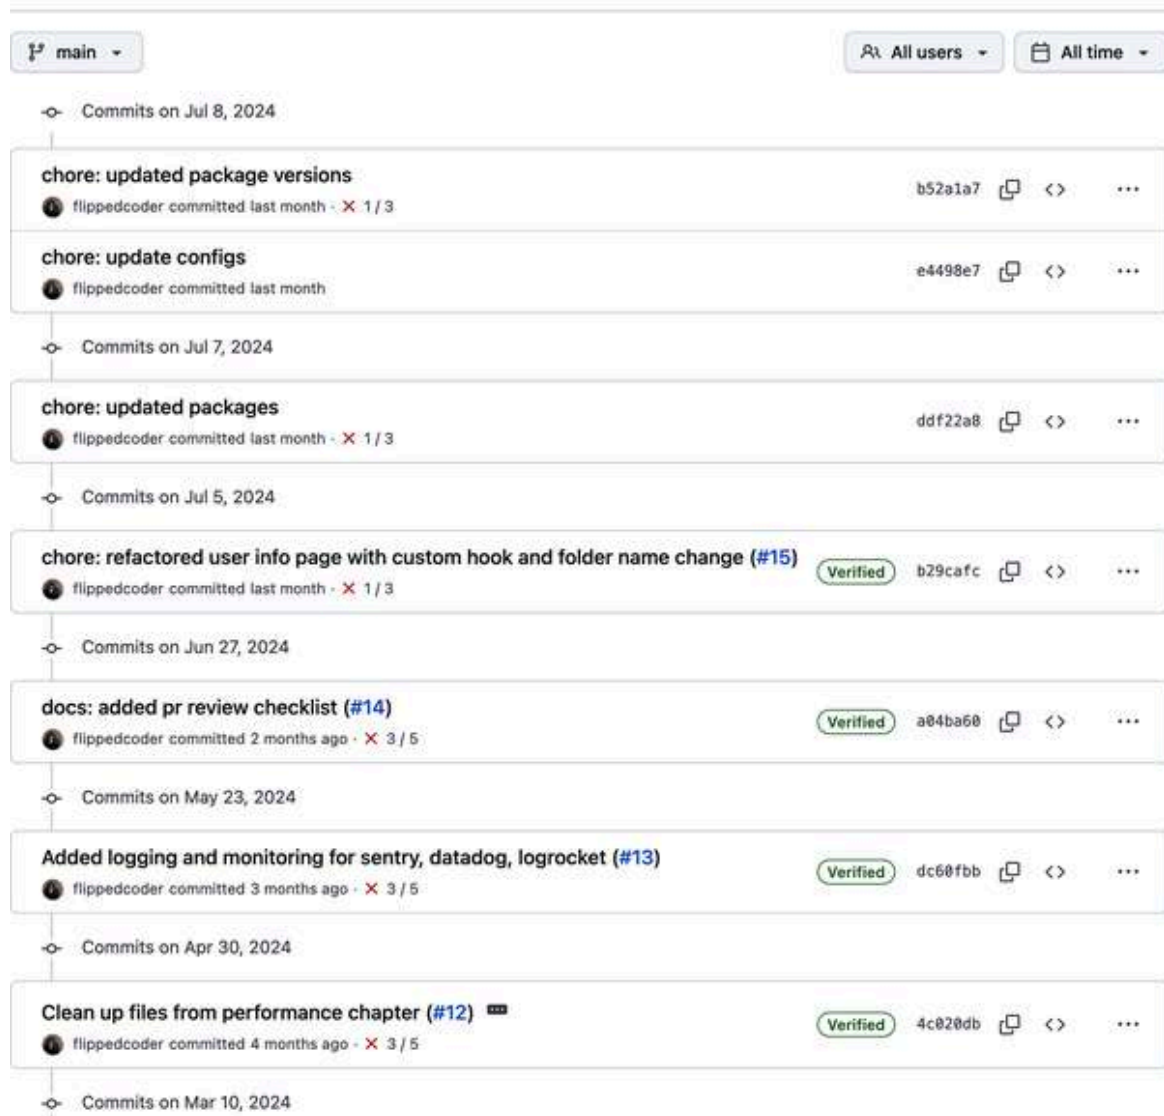 main
All users
All time
Commits on Jul 8, 2024
chore: updated package versions
flippedcoder committed last month · ✗ 1 / 3
b52a1a7
chore: update configs
flippedcoder committed last month
e4498e7
Commits on Jul 7, 2024
chore: updated packages
flippedcoder committed last month · ✗ 1 / 3
ddf22a8
Commits on Jul 5, 2024
chore: refactored user info page with custom hook and folder name change (#15)
flippedcoder committed last month · ✗ 1 / 3
Verified b29cafc
Commits on Jun 27, 2024
docs: added pr review checklist (#14)
flippedcoder committed 2 months ago · ✗ 3 / 5
Verified a04ba60
Commits on May 23, 2024
Added logging and monitoring for sentry, datadog, logrocket (#13)
flippedcoder committed 3 months ago · ✗ 3 / 5
Verified dc60fbb
Commits on Apr 30, 2024
Clean up files from performance chapter (#12)
flippedcoder committed 4 months ago · ✗ 3 / 5
Verified 4c020db
Commits on Mar 10, 2024